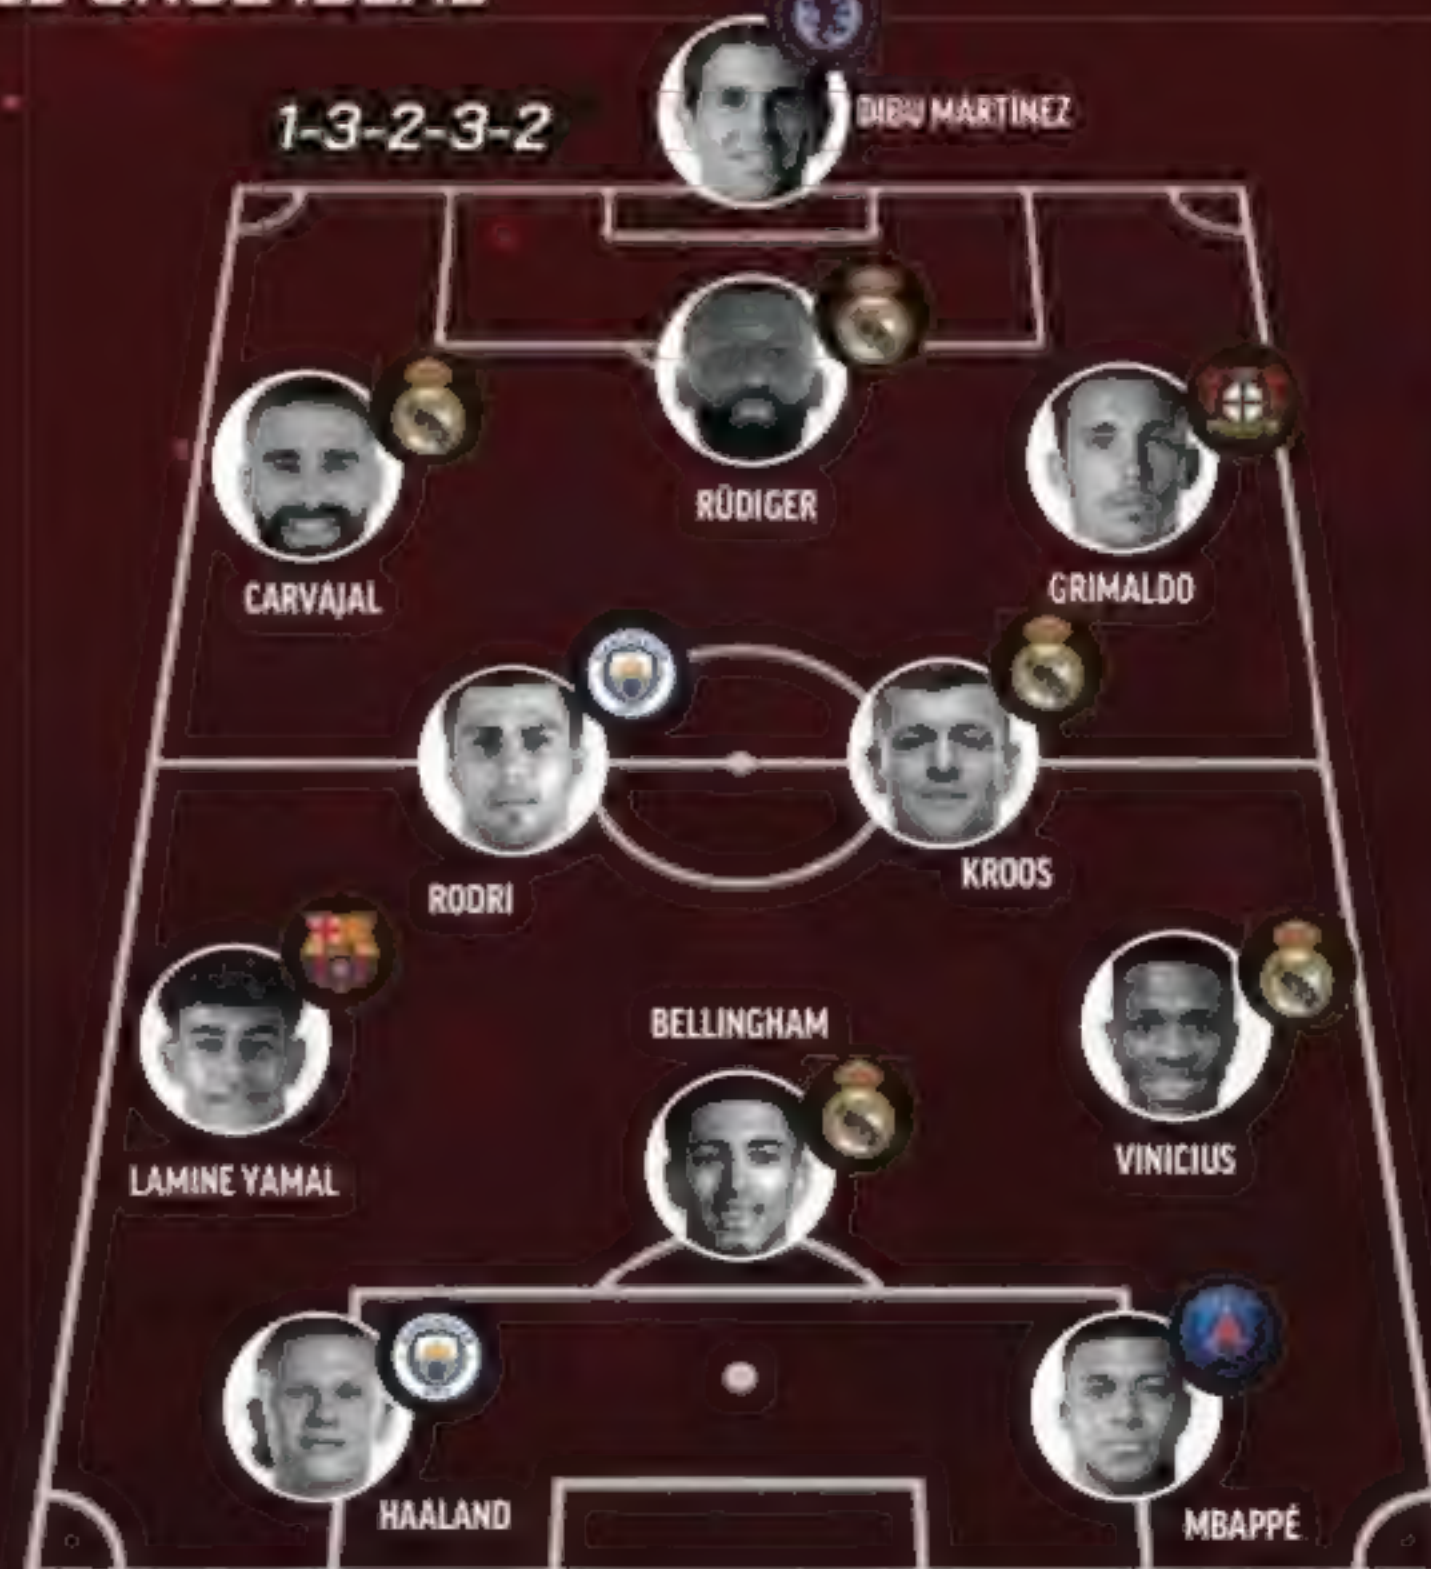 1-3-2-3-2
DIBU MARTÍNEZ
RÜDIGER
CARVAJAL
GRIMALDO
RODRI
KROOS
BELLINGHAM
LAMINE YAMAL
VINICIUS
HAALAND
MBAPPÉ